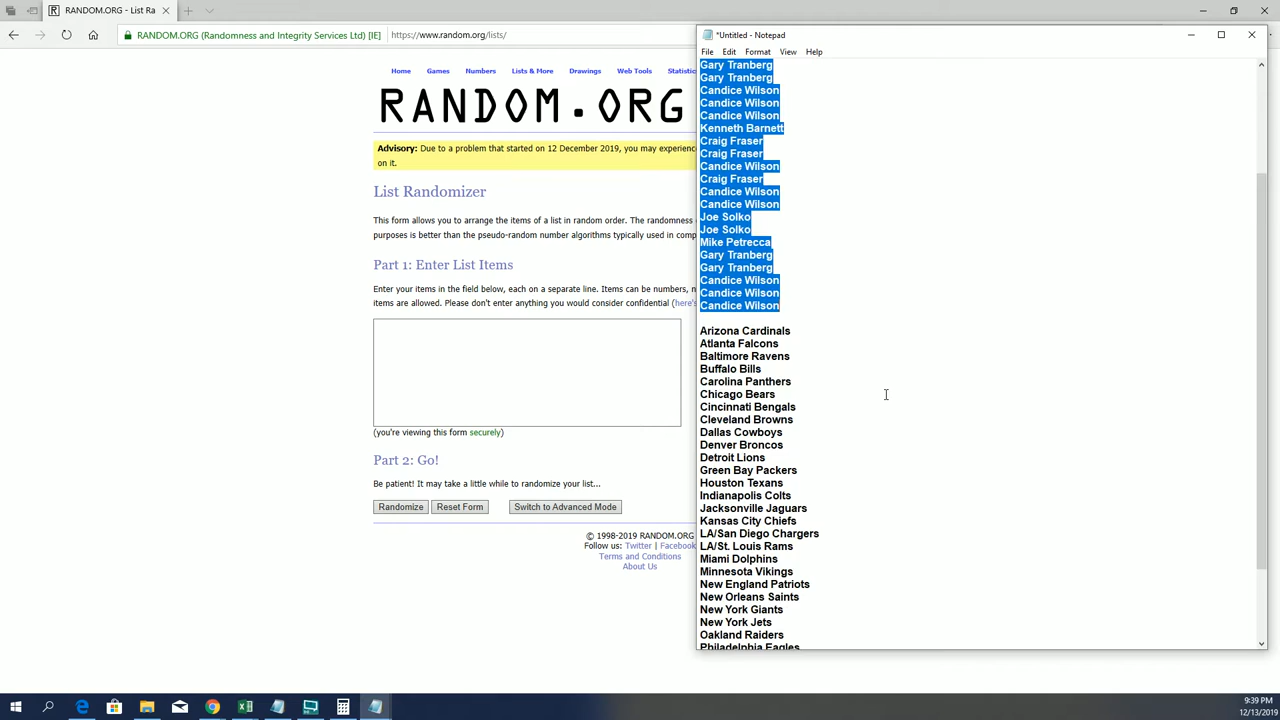 RANDOM.ORG - List Ra
*Untitled - Notepad
RANDOM.ORG (Randomness and Integrity Services Ltd) [IE]
https://www.random.org/lists/
File Edit Format View Help
Home Games Numbers Lists & More Drawings Web Tools Statistic
RANDOM.ORG
Advisory: Due to a problem that started on 12 December 2019, you may experience
on it.
List Randomizer
This form allows you to arrange the items of a list in random order. The randomness
purposes is better than the pseudo-random number algorithms typically used in comp
Part 1: Enter List Items
Enter your items in the field below, each on a separate line. Items can be numbers, n
items are allowed. Please don't enter anything you would consider confidential (here's
(you're viewing this form securely)
Part 2: Go!
Be patient! It may take a little while to randomize your list...
Randomize Reset Form Switch to Advanced Mode
© 1998-2019 RANDOM.ORG
Follow us: Twitter | Facebook
Terms and Conditions
About Us
Gary Tranberg
Gary Tranberg
Candice Wilson
Candice Wilson
Candice Wilson
Kenneth Barnett
Craig Fraser
Craig Fraser
Candice Wilson
Craig Fraser
Candice Wilson
Candice Wilson
Joe Solko
Joe Solko
Mike Petrecca
Gary Tranberg
Gary Tranberg
Candice Wilson
Candice Wilson
Candice Wilson
Arizona Cardinals
Atlanta Falcons
Baltimore Ravens
Buffalo Bills
Carolina Panthers
Chicago Bears
Cincinnati Bengals
Cleveland Browns
Dallas Cowboys
Denver Broncos
Detroit Lions
Green Bay Packers
Houston Texans
Indianapolis Colts
Jacksonville Jaguars
Kansas City Chiefs
LA/San Diego Chargers
LA/St. Louis Rams
Miami Dolphins
Minnesota Vikings
New England Patriots
New Orleans Saints
New York Giants
New York Jets
Oakland Raiders
Philadelphia Eagles
9:39 PM
12/13/2019